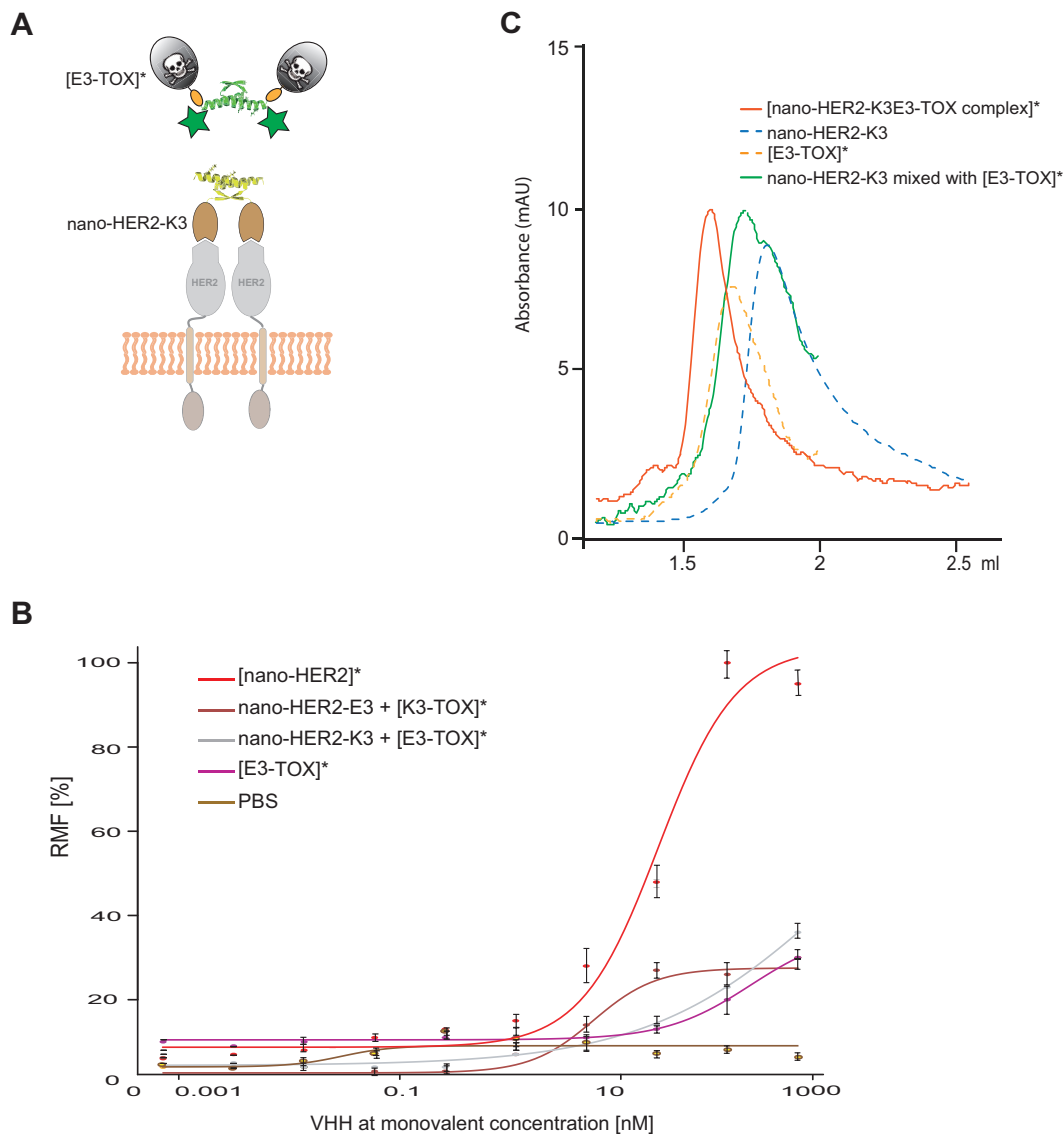 A
[E3-TOX]*
nano-HER2-K3
HER2
HER2
C
15
10
5
0
Absorbance (mAU)
[nano-HER2-K3E3-TOX complex]*
nano-HER2-K3
[E3-TOX]*
nano-HER2-K3 mixed with [E3-TOX]*
1.5
2
2.5
ml
B
100
80
60
40
20
0
RMF [%]
[nano-HER2]*
nano-HER2-E3 + [K3-TOX]*
nano-HER2-K3 + [E3-TOX]*
[E3-TOX]*
PBS
0
0.001
0.1
10
1000
VHH at monovalent concentration [nM]